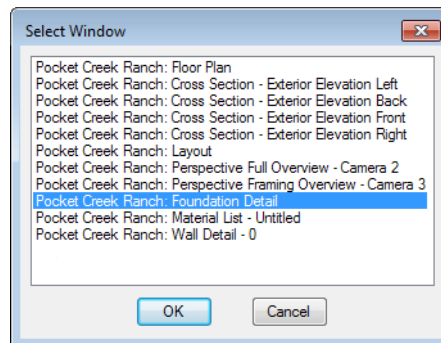 Select Window
Pocket Creek Ranch: Floor Plan
Pocket Creek Ranch: Cross Section - Exterior Elevation Left
Pocket Creek Ranch: Cross Section - Exterior Elevation Back
Pocket Creek Ranch: Cross Section - Exterior Elevation Front
Pocket Creek Ranch: Cross Section - Exterior Elevation Right
Pocket Creek Ranch: Layout
Pocket Creek Ranch: Perspective Full Overview - Camera 2
Pocket Creek Ranch: Perspective Framing Overview - Camera 3
Pocket Creek Ranch: Foundation Detail
Pocket Creek Ranch: Material List - Untitled
Pocket Creek Ranch: Wall Detail - 0
OK Cancel